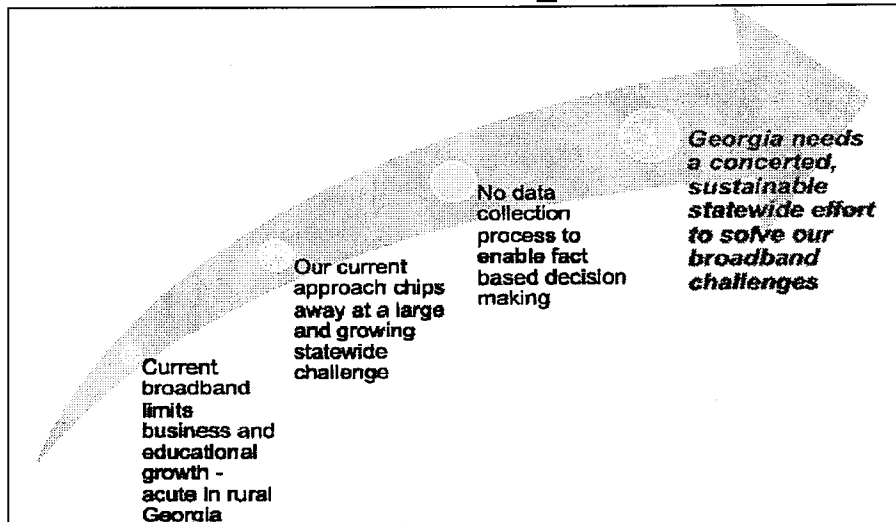 Current
broadband
limits
business and
educational
growth -
acute in rural
Georgia
Our current
approach chips
away at a large
and growing
statewide
challenge
No data
collection
process to
enable fact
based decision
making
Georgia needs
a concerted,
sustainable
statewide effort
to solve our
broadband
challenges